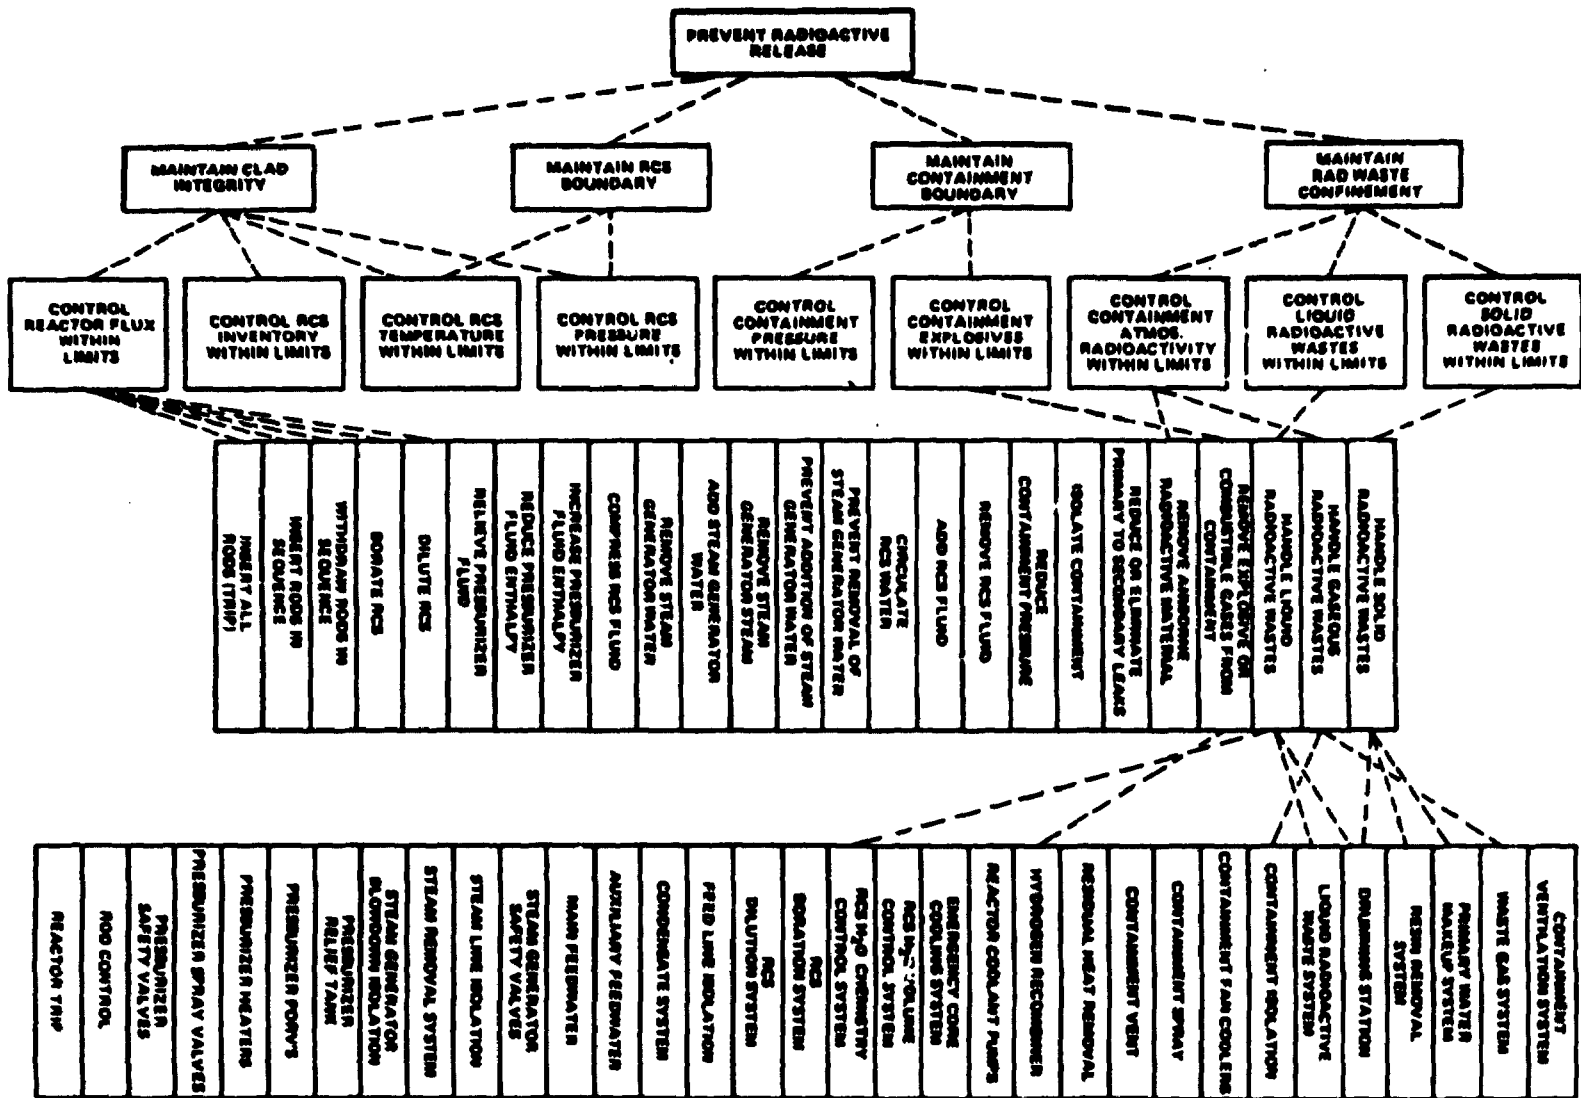 PREVENT RADIOACTIVE
RELEASE
MAINTAIN CLAD
INTEGRITY
MAINTAIN RCS
BOUNDARY
MAINTAIN
CONTAINMENT
BOUNDARY
MAINTAIN
RAD WASTE
CONFINEMENT
CONTROL
REACTOR FLUX
WITHIN
LIMITS
CONTROL RCS
INVENTORY
WITHIN LIMITS
CONTROL RCS
TEMPERATURE
WITHIN LIMITS
CONTROL RCS
PRESSURE
WITHIN LIMITS
CONTROL
CONTAINMENT
PRESSURE
WITHIN LIMITS
CONTROL
CONTAINMENT
EXPLOSIVES
WITHIN LIMITS
CONTROL
CONTAINMENT
ATMOS.
RADIOACTIVITY
WITHIN LIMITS
CONTROL
LIQUID
RADIOACTIVE
WASTES
WITHIN LIMITS
CONTROL
SOLID
RADIOACTIVE
WASTES
WITHIN LIMITS
INSERT ALL
RODS (TRIP)
INSERT RODS IN
SEQUENCE
WITHDRAW RODS IN
SEQUENCE
BORATE RCS
DILUTE RCS
RELIEVE PRESSURIZER
FLUID
REDUCE PRESSURIZER
FLUID ENTHALPY
INCREASE PRESSURIZER
FLUID ENTHALPY
COMPRESS RCS FLUID
REMOVE STEAM
GENERATOR WATER
ADD STEAM GENERATOR
WATER
REMOVE STEAM
GENERATOR STEAM
PREVENT ADDITION OF STEAM
GENERATOR WATER
PREVENT REMOVAL OF
STEAM GENERATOR WATER
CIRCULATE
RCS WATER
ADD RCS FLUID
REMOVE RCS FLUID
REDUCE
CONTAINMENT PRESSURE
ISOLATE CONTAINMENT
REDUCE OR ELIMINATE
PRIMARY TO SECONDARY LEAKS
REMOVE AIRBORNE
RADIOACTIVE MATERIAL
REMOVE EXPLOSIVE OR
COMBUSTIBLE GASES FROM
CONTAINMENT
HANDLE LIQUID
RADIOACTIVE WASTES
HANDLE GASEOUS
RADIOACTIVE WASTES
HANDLE SOLID
RADIOACTIVE WASTES
REACTOR TRIP
ROD CONTROL
PRESSURIZER
SAFETY VALVES
PRESSURIZER SPRAY VALVES
PRESSURIZER HEATERS
PRESSURIZER PORV'S
PRESSURIZER
RELIEF TANK
STEAM GENERATOR
BLOWDOWN ISOLATION
STEAM REMOVAL SYSTEM
STEAM LINE ISOLATION
STEAM GENERATOR
SAFETY VALVES
MAIN FEEDWATER
AUXILIARY FEEDWATER
CONDENSATE SYSTEM
FEED LINE ISOLATION
RCS
DILUTION SYSTEM
RCS
BORATION SYSTEM
RCS H2O CHEMISTRY
CONTROL SYSTEM
RCS VOLUME
CONTROL SYSTEM
EMERGENCY CORE
COOLING SYSTEM
REACTOR COOLANT PUMPS
HYDROGEN RECOMBINER
RESIDUAL HEAT REMOVAL
CONTAINMENT VENT
CONTAINMENT SPRAY
CONTAINMENT FAN COOLERS
CONTAINMENT ISOLATION
LIQUID RADIOACTIVE
WASTE SYSTEM
DRUMMING STATION
RESIN REMOVAL
SYSTEM
PRIMARY WATER
MAKEUP SYSTEM
WASTE GAS SYSTEM
CONTAINMENT
VENTILATION SYSTEM